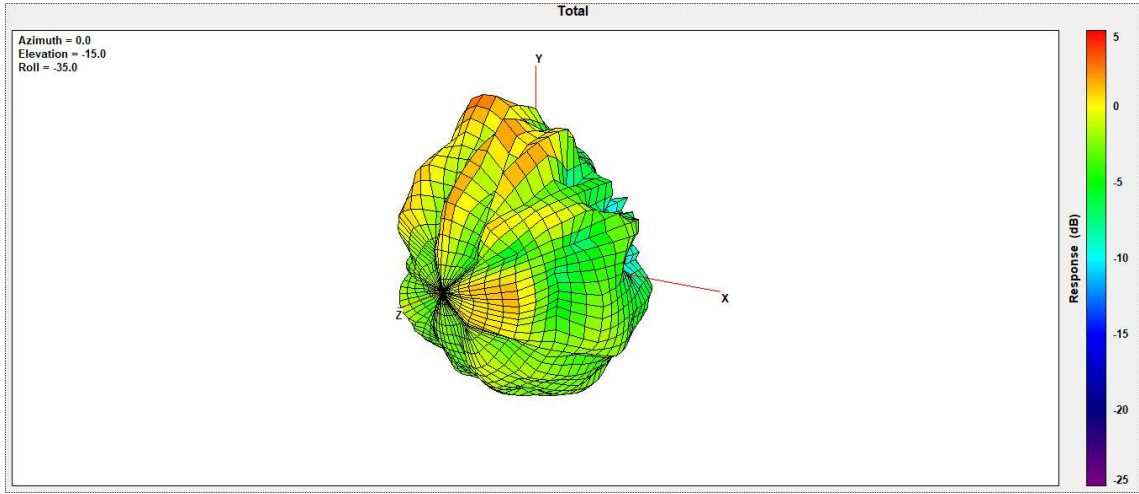 Total
Azimuth = 0.0
Elevation = -15.0
Roll = -35.0
Y
X
Z
5
0
-5
-10
-15
-20
-25
Response (dB)